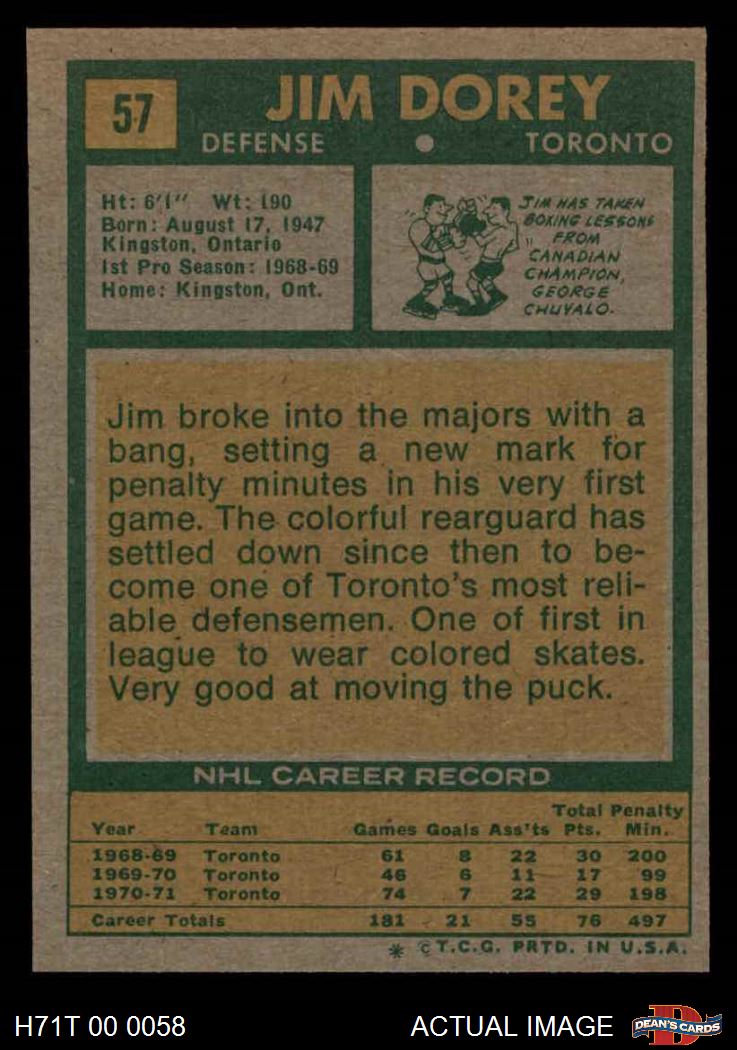 57
JIM DOREY
DEFENSE ● TORONTO
Ht: 6'1" Wt: 190
Born: August 17, 1947
Kingston, Ontario
1st Pro Season: 1968-69
Home: Kingston, Ont.
JIM HAS TAKEN
BOXING LESSONS
FROM
CANADIAN
CHAMPION,
GEORGE
CHUVALO.
Jim broke into the majors with a
bang, setting a new mark for
penalty minutes in his very first
game. The colorful rearguard has
settled down since then to be-
come one of Toronto's most reli-
able defensemen. One of first in
league to wear colored skates.
Very good at moving the puck.
NHL CAREER RECORD
Total Penalty
Year Team Games Goals Ass'ts Pts. Min.
1968-69 Toronto 61 8 22 30 200
1969-70 Toronto 46 6 11 17 99
1970-71 Toronto 74 7 22 29 198
Career Totals 181 21 55 76 497
* © T.C.G. PRTD. IN U.S.A.
H71T 00 0058 ACTUAL IMAGE
D
DEAN'S CARDS